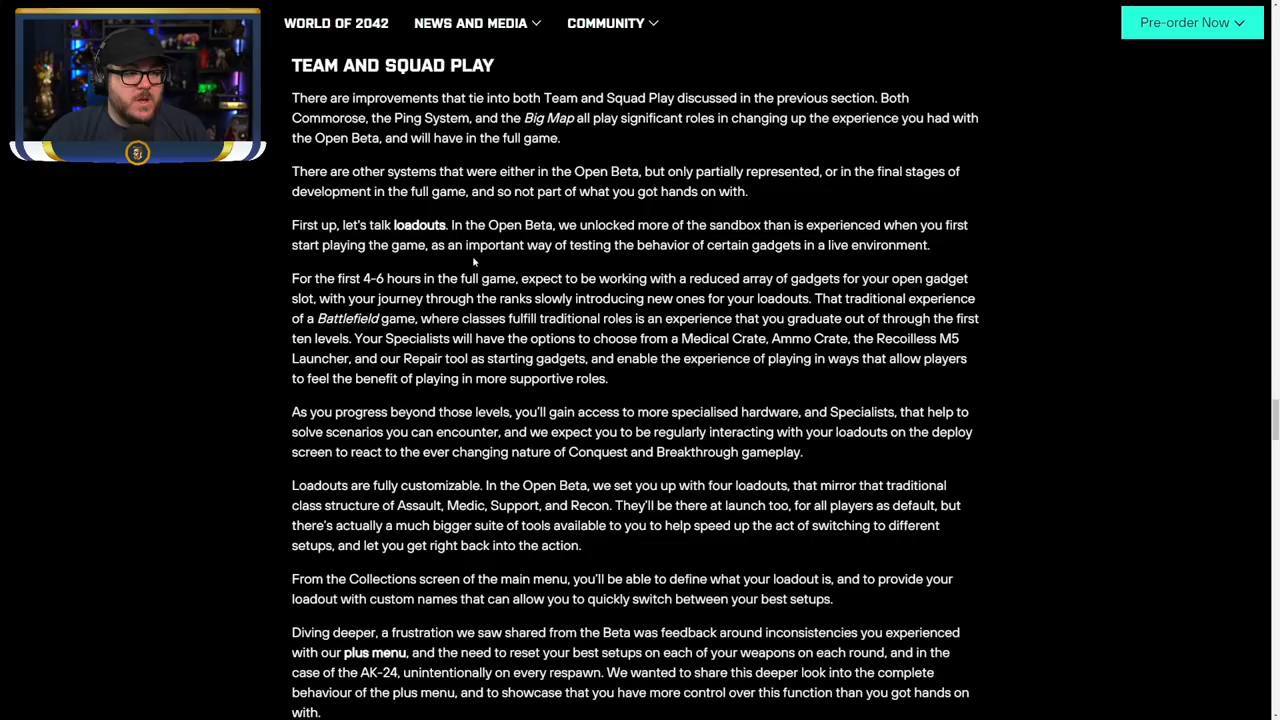 WORLD OF 2042 NEWS AND MEDIA COMMUNITY Pre-order Now
TEAM AND SQUAD PLAY
There are improvements that tie into both Team and Squad Play discussed in the previous section. Both
Commorose, the Ping System, and the Big Map all play significant roles in changing up the experience you had with
the Open Beta, and will have in the full game.
There are other systems that were either in the Open Beta, but only partially represented, or in the final stages of
development in the full game, and so not part of what you got hands on with.
First up, let's talk loadouts. In the Open Beta, we unlocked more of the sandbox than is experienced when you first
start playing the game, as an important way of testing the behavior of certain gadgets in a live environment.
For the first 4-6 hours in the full game, expect to be working with a reduced array of gadgets for your open gadget
slot, with your journey through the ranks slowly introducing new ones for your loadouts. That traditional experience
of a Battlefield game, where classes fulfill traditional roles is an experience that you graduate out of through the first
ten levels. Your Specialists will have the options to choose from a Medical Crate, Ammo Crate, the Recoilless M5
Launcher, and our Repair tool as starting gadgets, and enable the experience of playing in ways that allow players
to feel the benefit of playing in more supportive roles.
As you progress beyond those levels, you'll gain access to more specialised hardware, and Specialists, that help to
solve scenarios you can encounter, and we expect you to be regularly interacting with your loadouts on the deploy
screen to react to the ever changing nature of Conquest and Breakthrough gameplay.
Loadouts are fully customizable. In the Open Beta, we set you up with four loadouts, that mirror that traditional
class structure of Assault, Medic, Support, and Recon. They'll be there at launch too, for all players as default, but
there's actually a much bigger suite of tools available to you to help speed up the act of switching to different
setups, and let you get right back into the action.
From the Collections screen of the main menu, you'll be able to define what your loadout is, and to provide your
loadout with custom names that can allow you to quickly switch between your best setups.
Diving deeper, a frustration we saw shared from the Beta was feedback around inconsistencies you experienced
with our plus menu, and the need to reset your best setups on each of your weapons on each round, and in the
case of the AK-24, unintentionally on every respawn. We wanted to share this deeper look into the complete
behaviour of the plus menu, and to showcase that you have more control over this function than you got hands on
with.